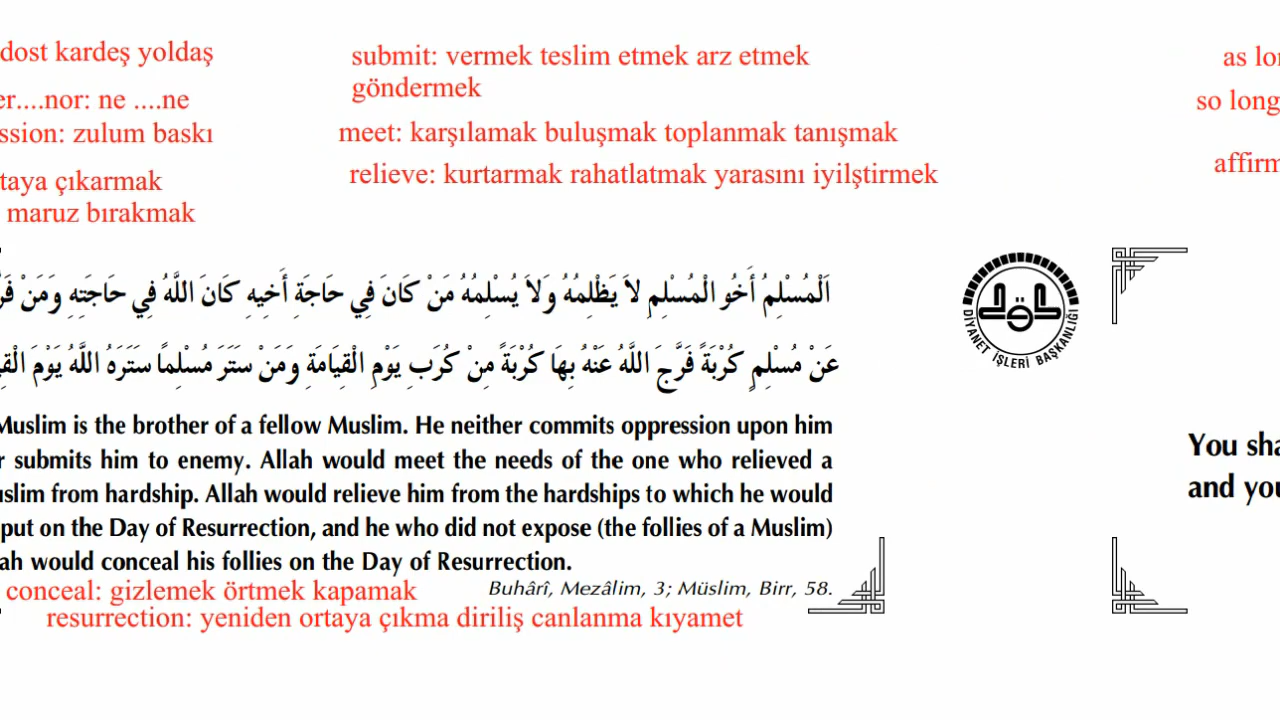 dost kardeş yoldaş
er....nor: ne ....ne
ssion: zulum baskı
taya çıkarmak
maruz bırakmak
submit: vermek teslim etmek arz etmek
göndermek
meet: karşılamak buluşmak toplanmak tanışmak
relieve: kurtarmak rahatlatmak yarasını iyilştirmek
as lon
so long
affirm
اَلْمُسْلِمُ أَخُو الْمُسْلِمِ لاَ يَظْلِمُهُ وَلاَ يُسْلِمُهُ مَنْ كَانَ فِي حَاجَةِ أَخِيهِ كَانَ اللَّهُ فِي حَاجَتِهِ وَمَنْ
عَنْ مُسْلِمٍ كُرْبَةً فَرَّجَ اللَّهُ عَنْهُ بِهَا كُرْبَةً مِنْ كُرَبِ يَوْمِ الْقِيَامَةِ وَمَنْ سَتَرَ مُسْلِمًا سَتَرَهُ اللَّهُ يَوْمَ
Muslim is the brother of a fellow Muslim. He neither commits oppression upon him
r submits him to enemy. Allah would meet the needs of the one who relieved a
uslim from hardship. Allah would relieve him from the hardships to which he would
put on the Day of Resurrection, and he who did not expose (the follies of a Muslim)
ah would conceal his follies on the Day of Resurrection.
conceal: gizlemek örtmek kapamak
Buhârî, Mezâlim, 3; Müslim, Birr, 58.
resurrection: yeniden ortaya çıkma diriliş canlanma kıyamet
DİYANET İŞLERİ BAŞKANLIĞI
You sha
and you